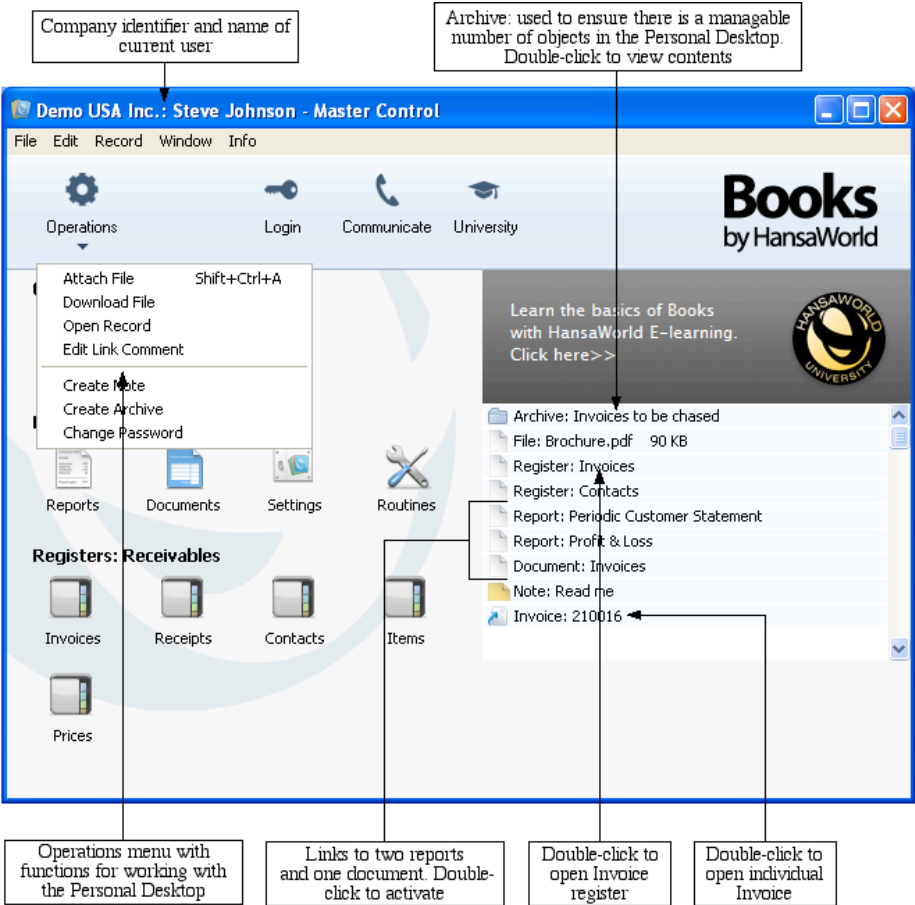 Company identifier and name of
current user
Archive: used to ensure there is a managable
number of objects in the Personal Desktop.
Double-click to view contents
Demo USA Inc.: Steve Johnson - Master Control
File Edit Record Window Info
Operations Login Communicate University
Books
by HansaWorld
Attach File Shift+Ctrl+A
Download File
Open Record
Edit Link Comment
Create Note
Create Archive
Change Password
Learn the basics of Books
with HansaWorld E-learning.
Click here>>
HANSAWORLD
UNIVERSITY
Archive: Invoices to be chased
File: Brochure.pdf 90 KB
Register: Invoices
Register: Contacts
Report: Periodic Customer Statement
Report: Profit & Loss
Document: Invoices
Note: Read me
Invoice: 210016
Reports Documents Settings Routines
Registers: Receivables
Invoices Receipts Contacts Items
Prices
Operations menu with
functions for working with
the Personal Desktop
Links to two reports
and one document. Double-
click to activate
Double-click to
open Invoice
register
Double-click to
open individual
Invoice